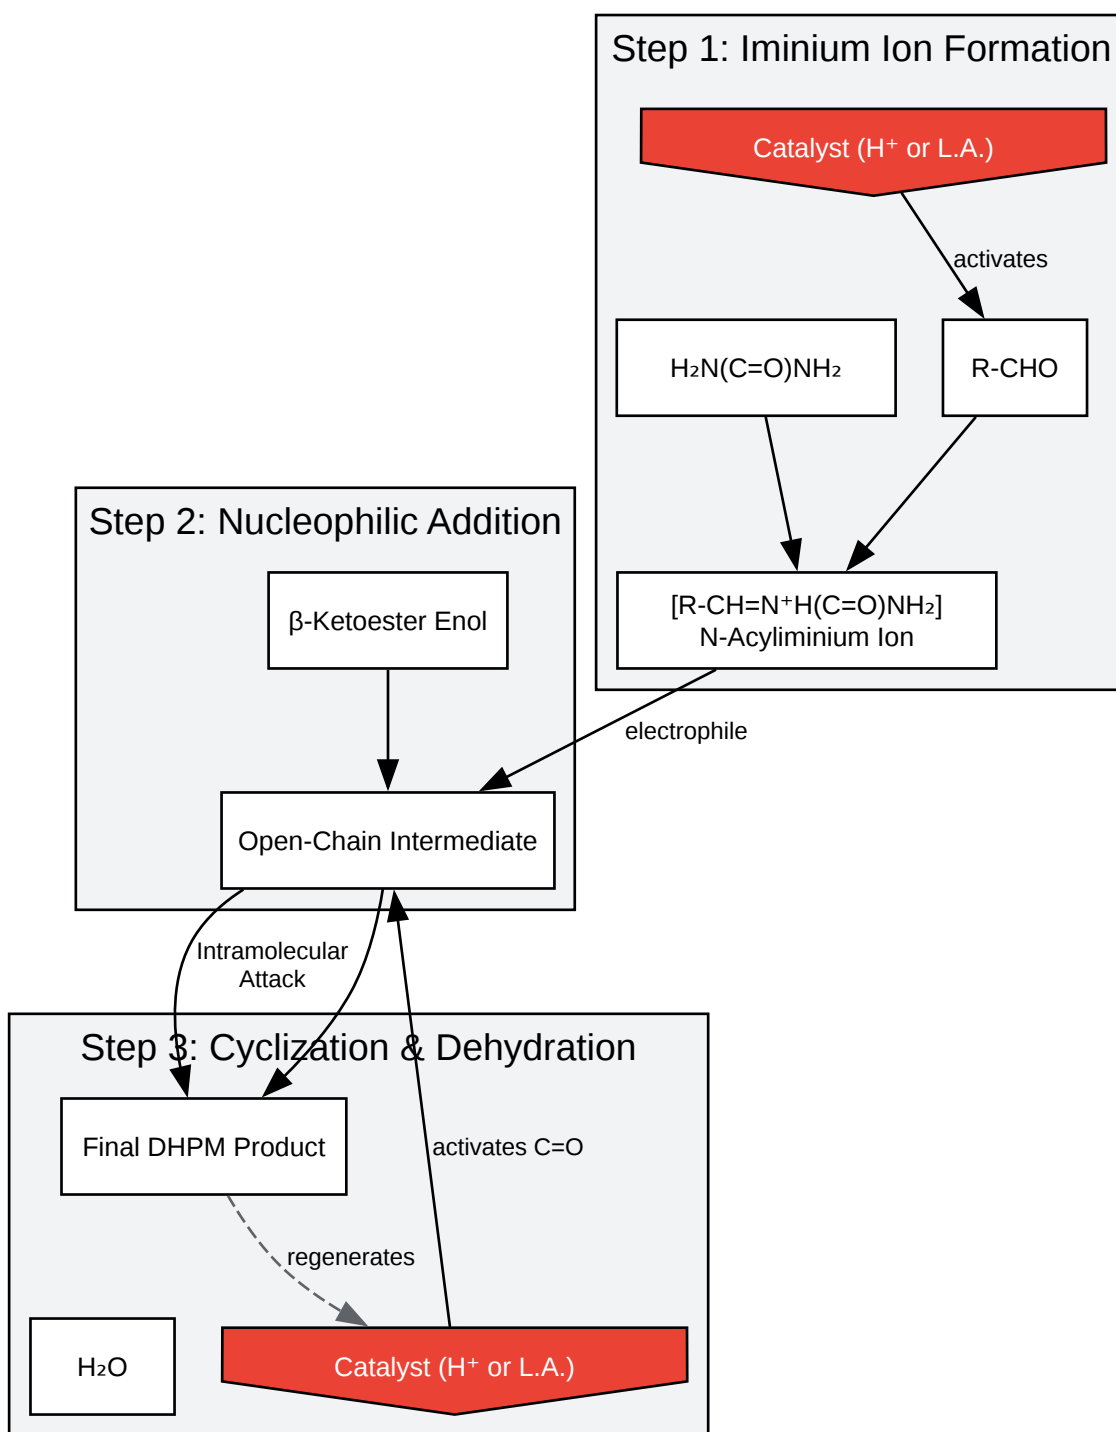 Step 1: Iminium Ion Formation
Catalyst (H⁺ or L.A.)
activates
H₂N(C=O)NH₂
R-CHO
[R-CH=N⁺H(C=O)NH₂]
N-Acyliminium Ion
Step 2: Nucleophilic Addition
β-Ketoester Enol
electrophile
Open-Chain Intermediate
Intramolecular
Attack
Step 3: Cyclization & Dehydration
Final DHPM Product
activates C=O
regenerates
H₂O
Catalyst (H⁺ or L.A.)